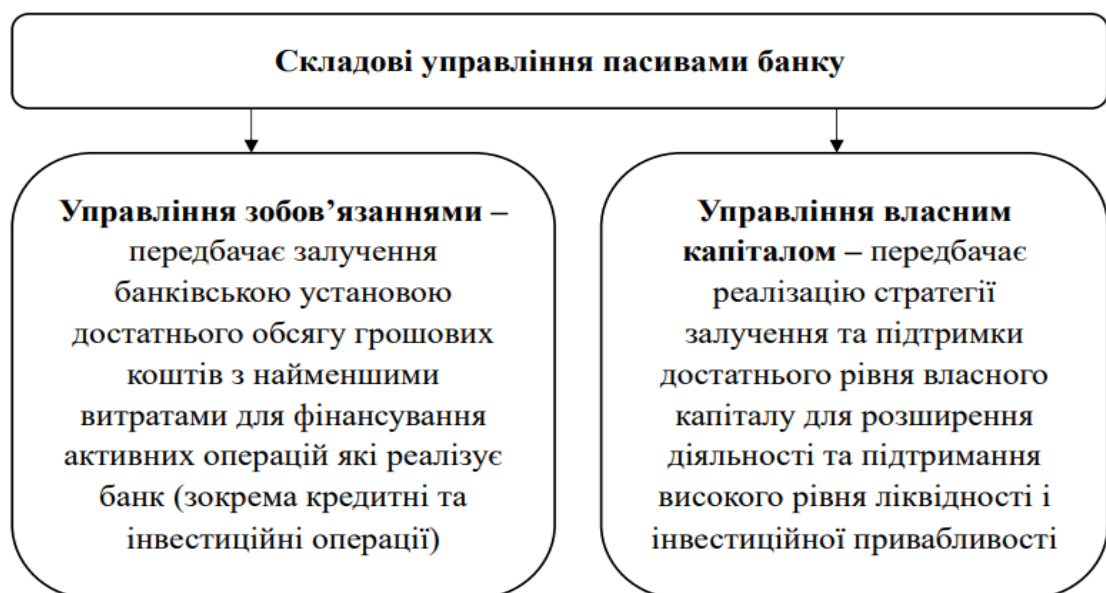 Складові управління пасивами банку
Управління зобов’язаннями –
передбачає залучення
банківською установою
достатнього обсягу грошових
коштів з найменшими
витратами для фінансування
активних операцій які реалізує
банк (зокрема кредитні та
інвестиційні операції)
Управління власним
капіталом – передбачає
реалізацію стратегії
залучення та підтримки
достатнього рівня власного
капіталу для розширення
діяльності та підтримання
високого рівня ліквідності і
інвестиційної привабливості